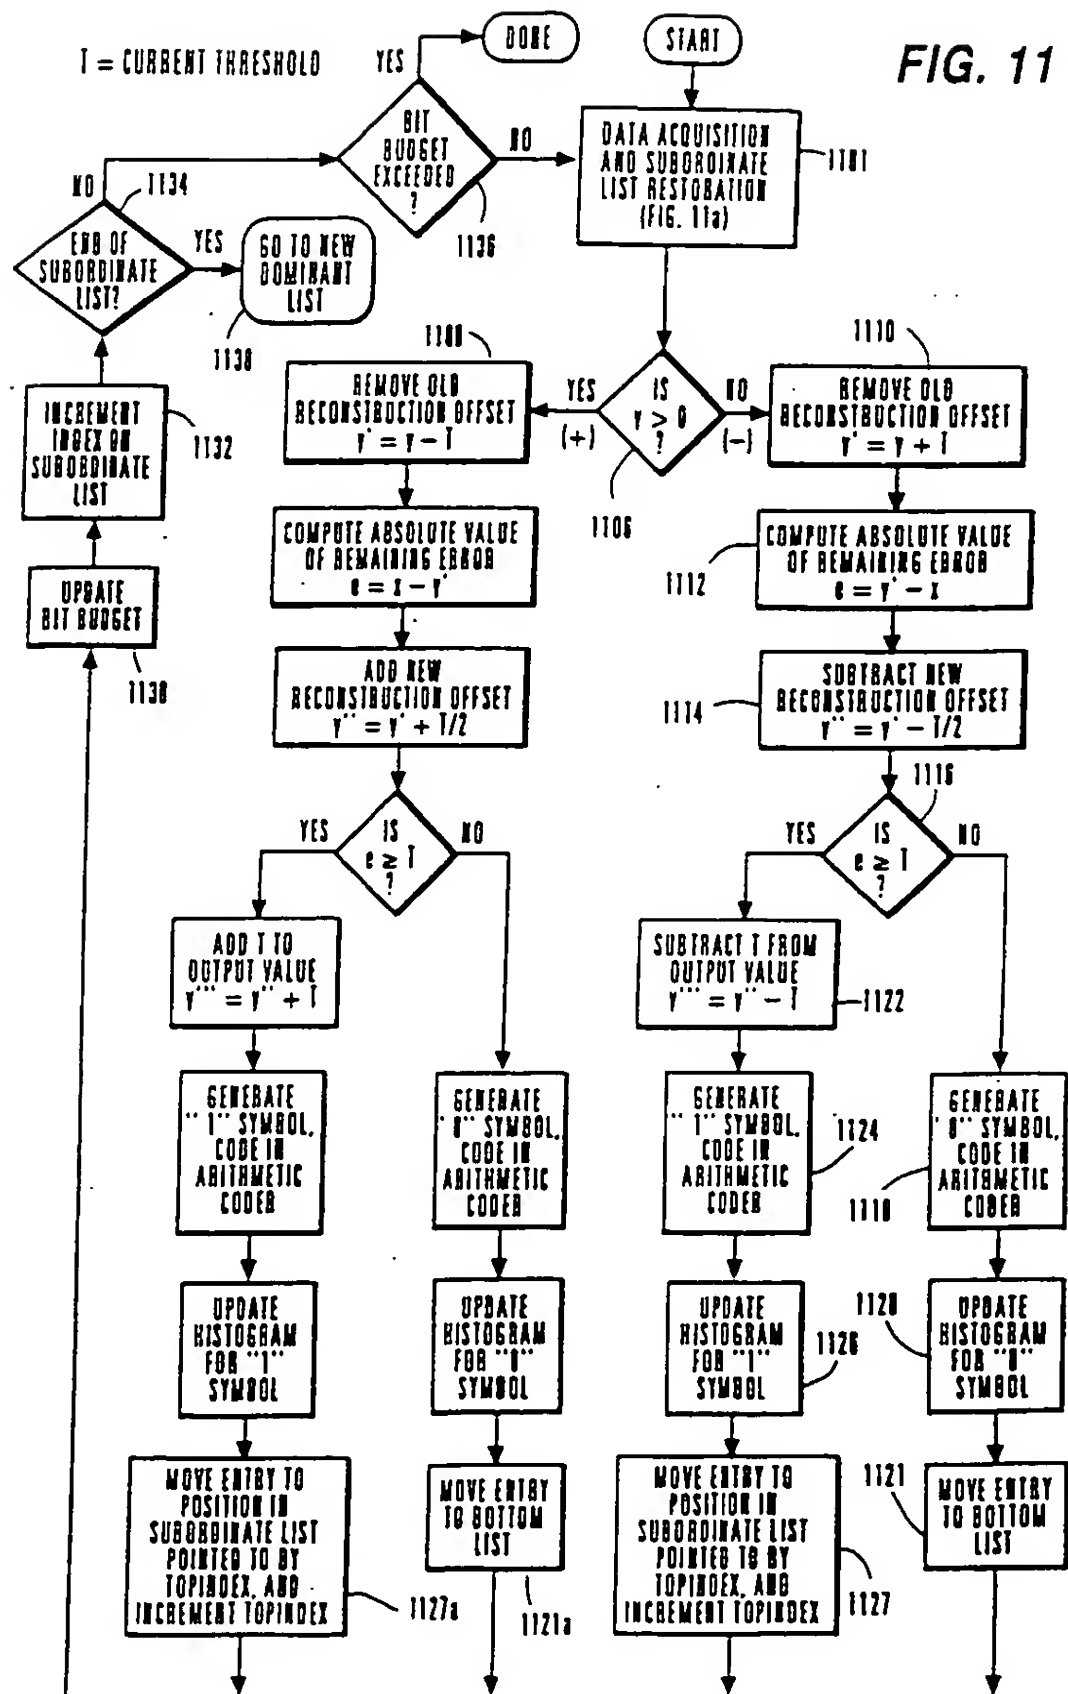 FIG. 11
T = CURRENT THRESHOLD
DONE
START
YES
BIT
BUDGET
EXCEEDED
?
NO
1136
DATA ACQUISITION
AND SUBORDINATE
LIST RESTORATION
(FIG. 11a)
1101
NO
1134
END OF
SUBORDINATE
LIST?
YES
GO TO NEW
DOMINANT
LIST
1138
INCREMENT
INDEX ON
SUBORDINATE
LIST
1132
UPDATE
BIT BUDGET
1130
IS
y > 0
?
YES
(+)
NO
(−)
1106
1108
REMOVE OLD
RECONSTRUCTION OFFSET
y' = y − T
1110
REMOVE OLD
RECONSTRUCTION OFFSET
y' = y + T
COMPUTE ABSOLUTE VALUE
OF REMAINING ERROR
e = x − y'
COMPUTE ABSOLUTE VALUE
OF REMAINING ERROR
e = y' − x
1112
ADD NEW
RECONSTRUCTION OFFSET
y'' = y' + T/2
SUBTRACT NEW
RECONSTRUCTION OFFSET
y'' = y' − T/2
1114
YES
IS
e ≥ T
?
NO
1116
YES
IS
e ≥ T
?
NO
ADD T TO
OUTPUT VALUE
y''' = y'' + T
SUBTRACT T FROM
OUTPUT VALUE
y''' = y'' − T
1122
GENERATE
"1" SYMBOL,
CODE IN
ARITHMETIC
CODER
GENERATE
'0" SYMBOL,
CODE IN
ARITHMETIC
CODER
GENERATE
"1" SYMBOL,
CODE IN
ARITHMETIC
CODER
1124
GENERATE
'0" SYMBOL,
CODE IN
ARITHMETIC
CODER
1118
UPDATE
HISTOGRAM
FOR "1"
SYMBOL
UPDATE
HISTOGRAM
FOR "0"
SYMBOL
UPDATE
HISTOGRAM
FOR "1"
SYMBOL
1126
UPDATE
HISTOGRAM
FOR "0"
SYMBOL
1120
MOVE ENTRY TO
POSITION IN
SUBORDINATE LIST
POINTED TO BY
TOPINDEX, AND
INCREMENT TOPINDEX
1127a
MOVE ENTRY
TO BOTTOM
LIST
1121a
MOVE ENTRY TO
POSITION IN
SUBORDINATE LIST
POINTED TO BY
TOPINDEX, AND
INCREMENT TOPINDEX
1127
MOVE ENTRY
TO BOTTOM
LIST
1121